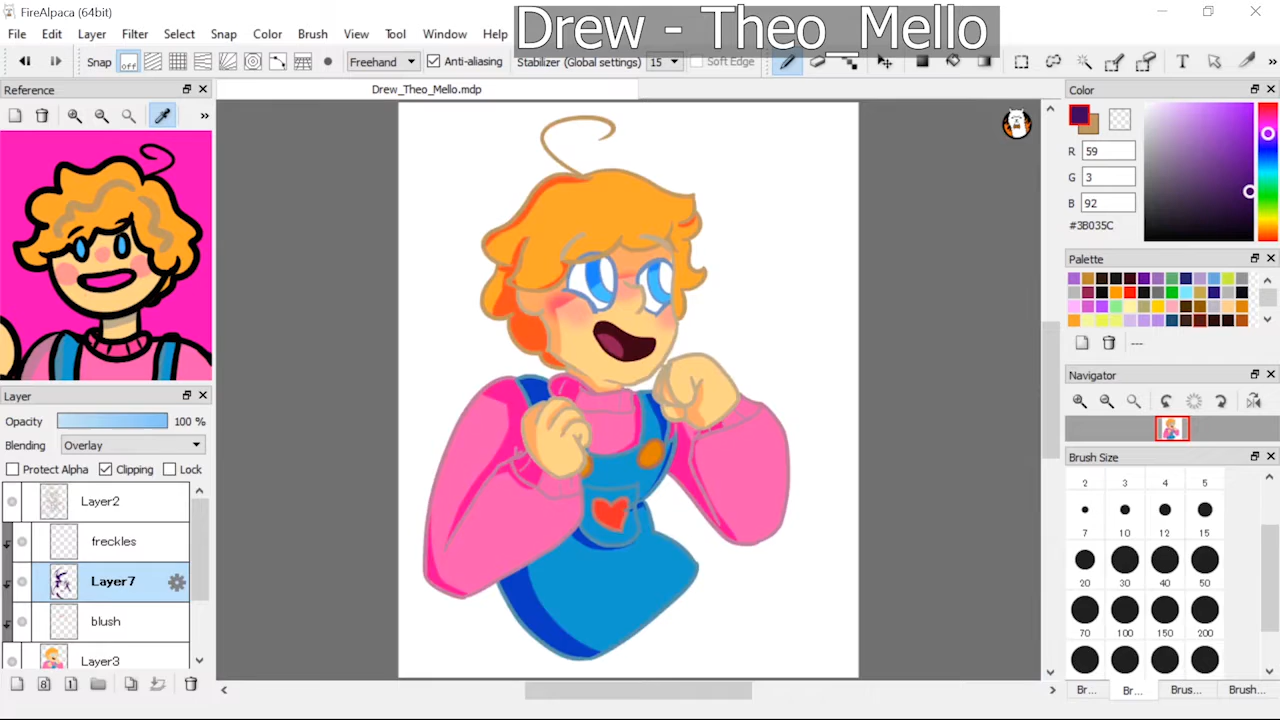 FireAlpaca (64bit)
Drew - Theo_Mello
File Edit Layer Filter Select Snap Color Brush View Tool Window Help
Snap off Freehand Anti-aliasing Stabilizer (Global settings) 15 Soft Edge
Reference
Drew_Theo_Mello.mdp
Color
R 59
G 3
B 92
#3B035C
Palette
---
Navigator
Layer
Opacity 100 %
Blending Overlay
Protect Alpha Clipping Lock
Layer2
freckles
Layer7
blush
Layer3
8 1
Brush Size
2 3 4 5
7 10 12 15
20 30 40 50
70 100 150 200
Br... Br... Brus... Brush...